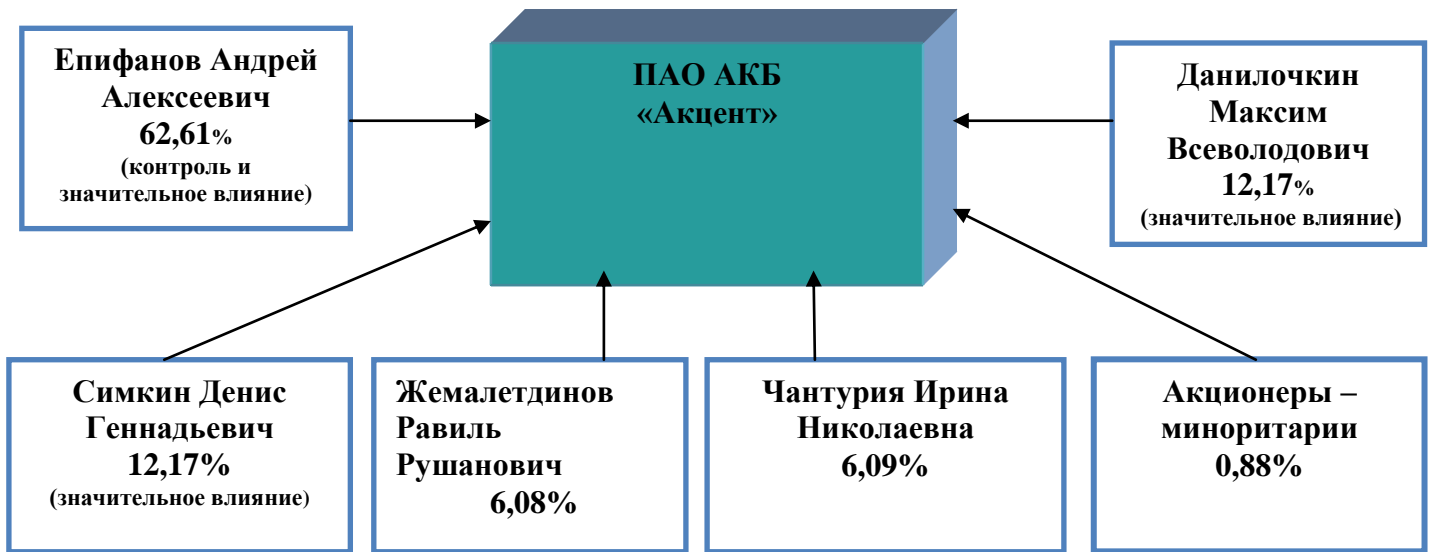 Епифанов Андрей
Алексеевич
62,61%
(контроль и
значительное влияние)
ПАО АКБ
«Акцент»
Данилочкин
Максим
Всеволодович
12,17%
(значительное влияние)
Симкин Денис
Геннадьевич
12,17%
(значительное влияние)
Жемалетдинов
Равиль
Рушанович
6,08%
Чантурия Ирина
Николаевна
6,09%
Акционеры –
миноритарии
0,88%